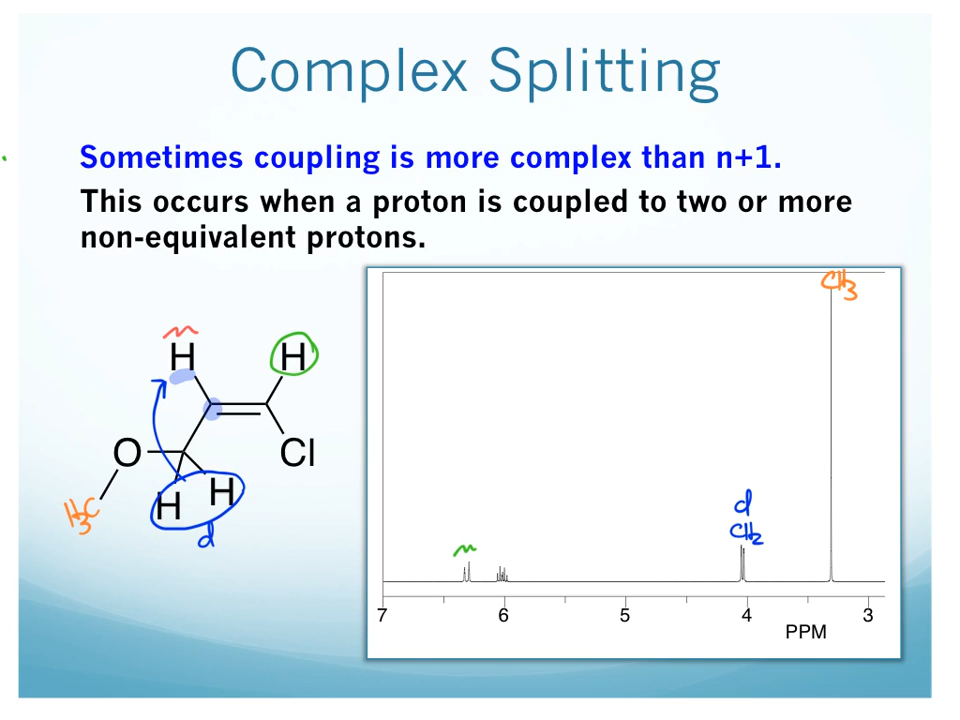 Complex Splitting
Sometimes coupling is more complex than n+1.
This occurs when a proton is coupled to two or more
non-equivalent protons.
CH3
m
H
H
O
Cl
H3C
H
H
d
d
CH2
m
7
6
5
4
3
PPM